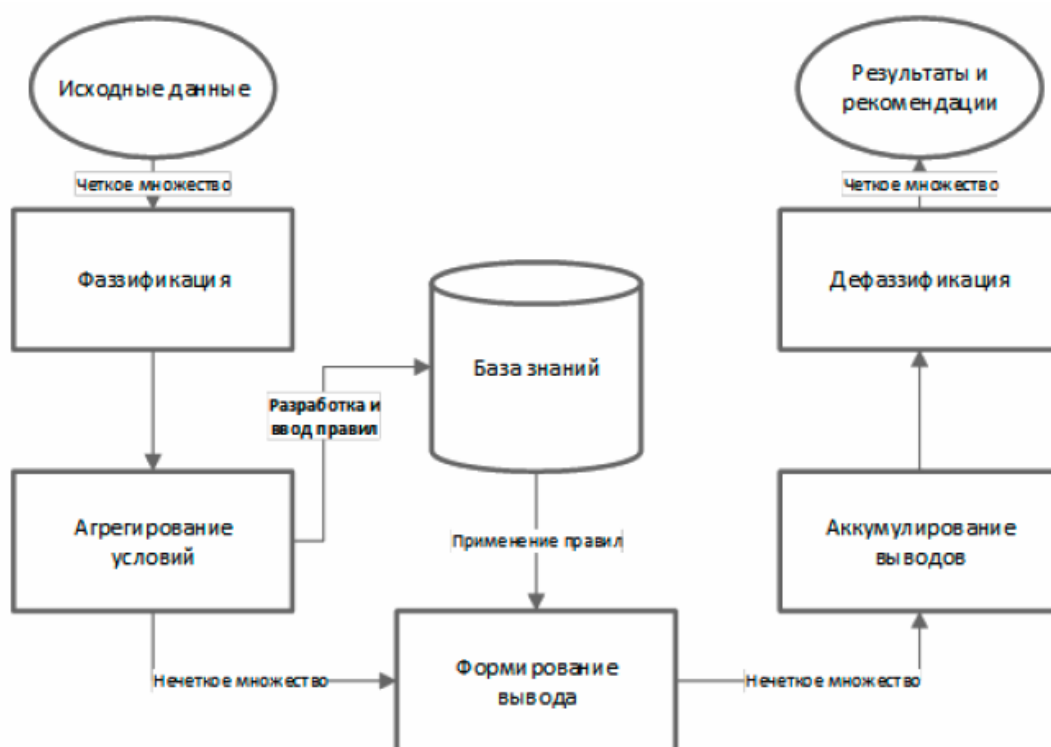 Исходные данные
Четкое множество
Фаззификация
Агрегирование
условий
Разработка и
ввод правил
База знаний
Применение правил
Нечеткое множество
Формирование
вывода
Нечеткое множество
Аккумулирование
выводов
Дефаззификация
Четкое множество
Результаты и
рекомендации